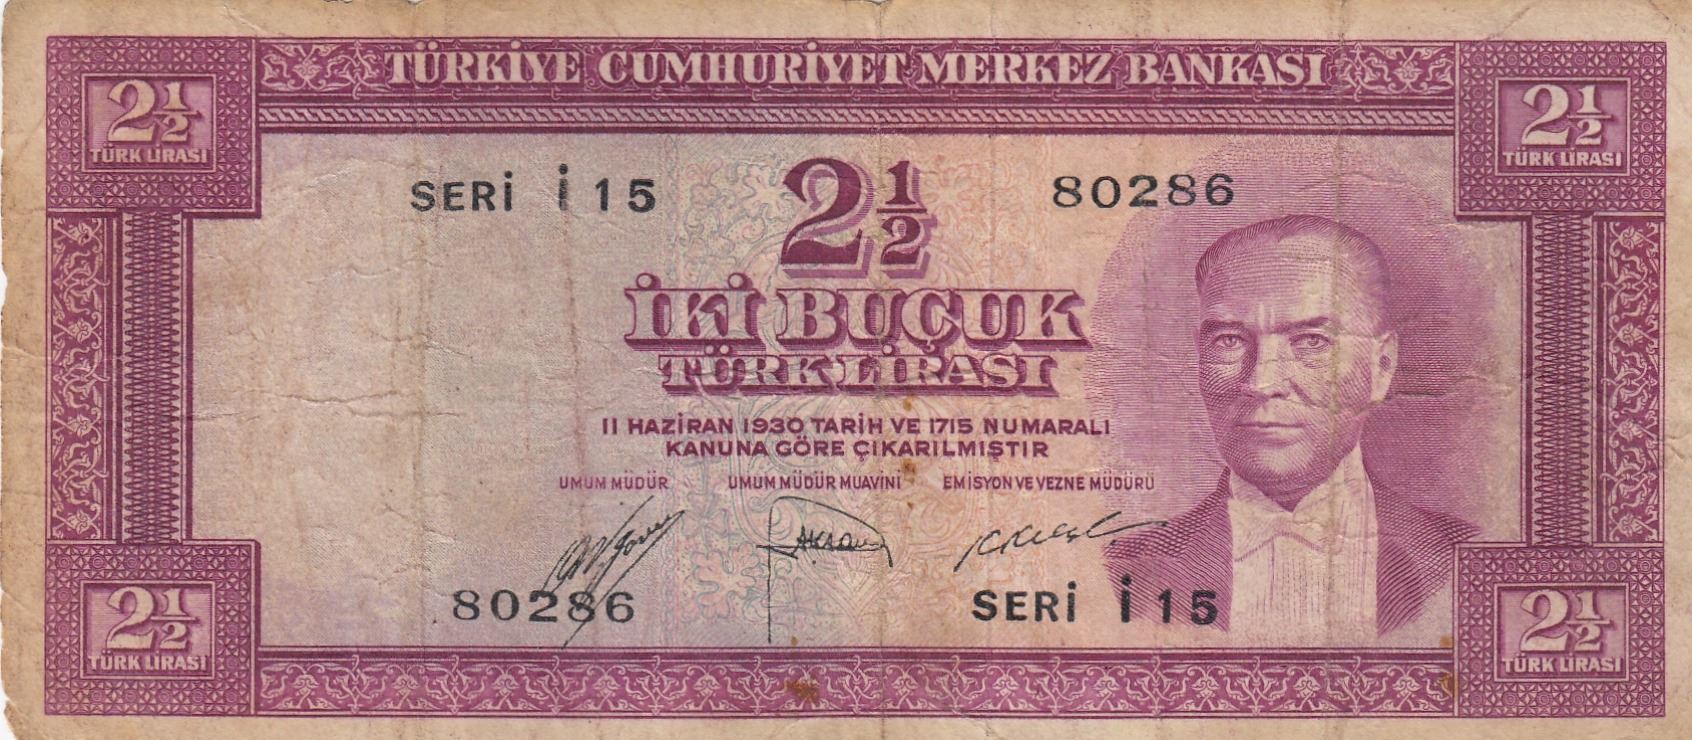 TÜRKİYE CUMHURİYET MERKEZ BANKASI
2½
TÜRK LİRASI
2½
TÜRK LİRASI
SERİ İ 15
2½
80286
İKİ BUÇUK
TÜRK LİRASI
11 HAZİRAN 1930 TARİH VE 1715 NUMARALI
KANUNA GÖRE ÇIKARILMIŞTIR
UMUM MÜDÜR
UMUM MÜDÜR MUAVİNİ
EMİSYON VE VEZNE MÜDÜRÜ
80286
SERİ İ 15
2½
TÜRK LİRASI
2½
TÜRK LİRASI